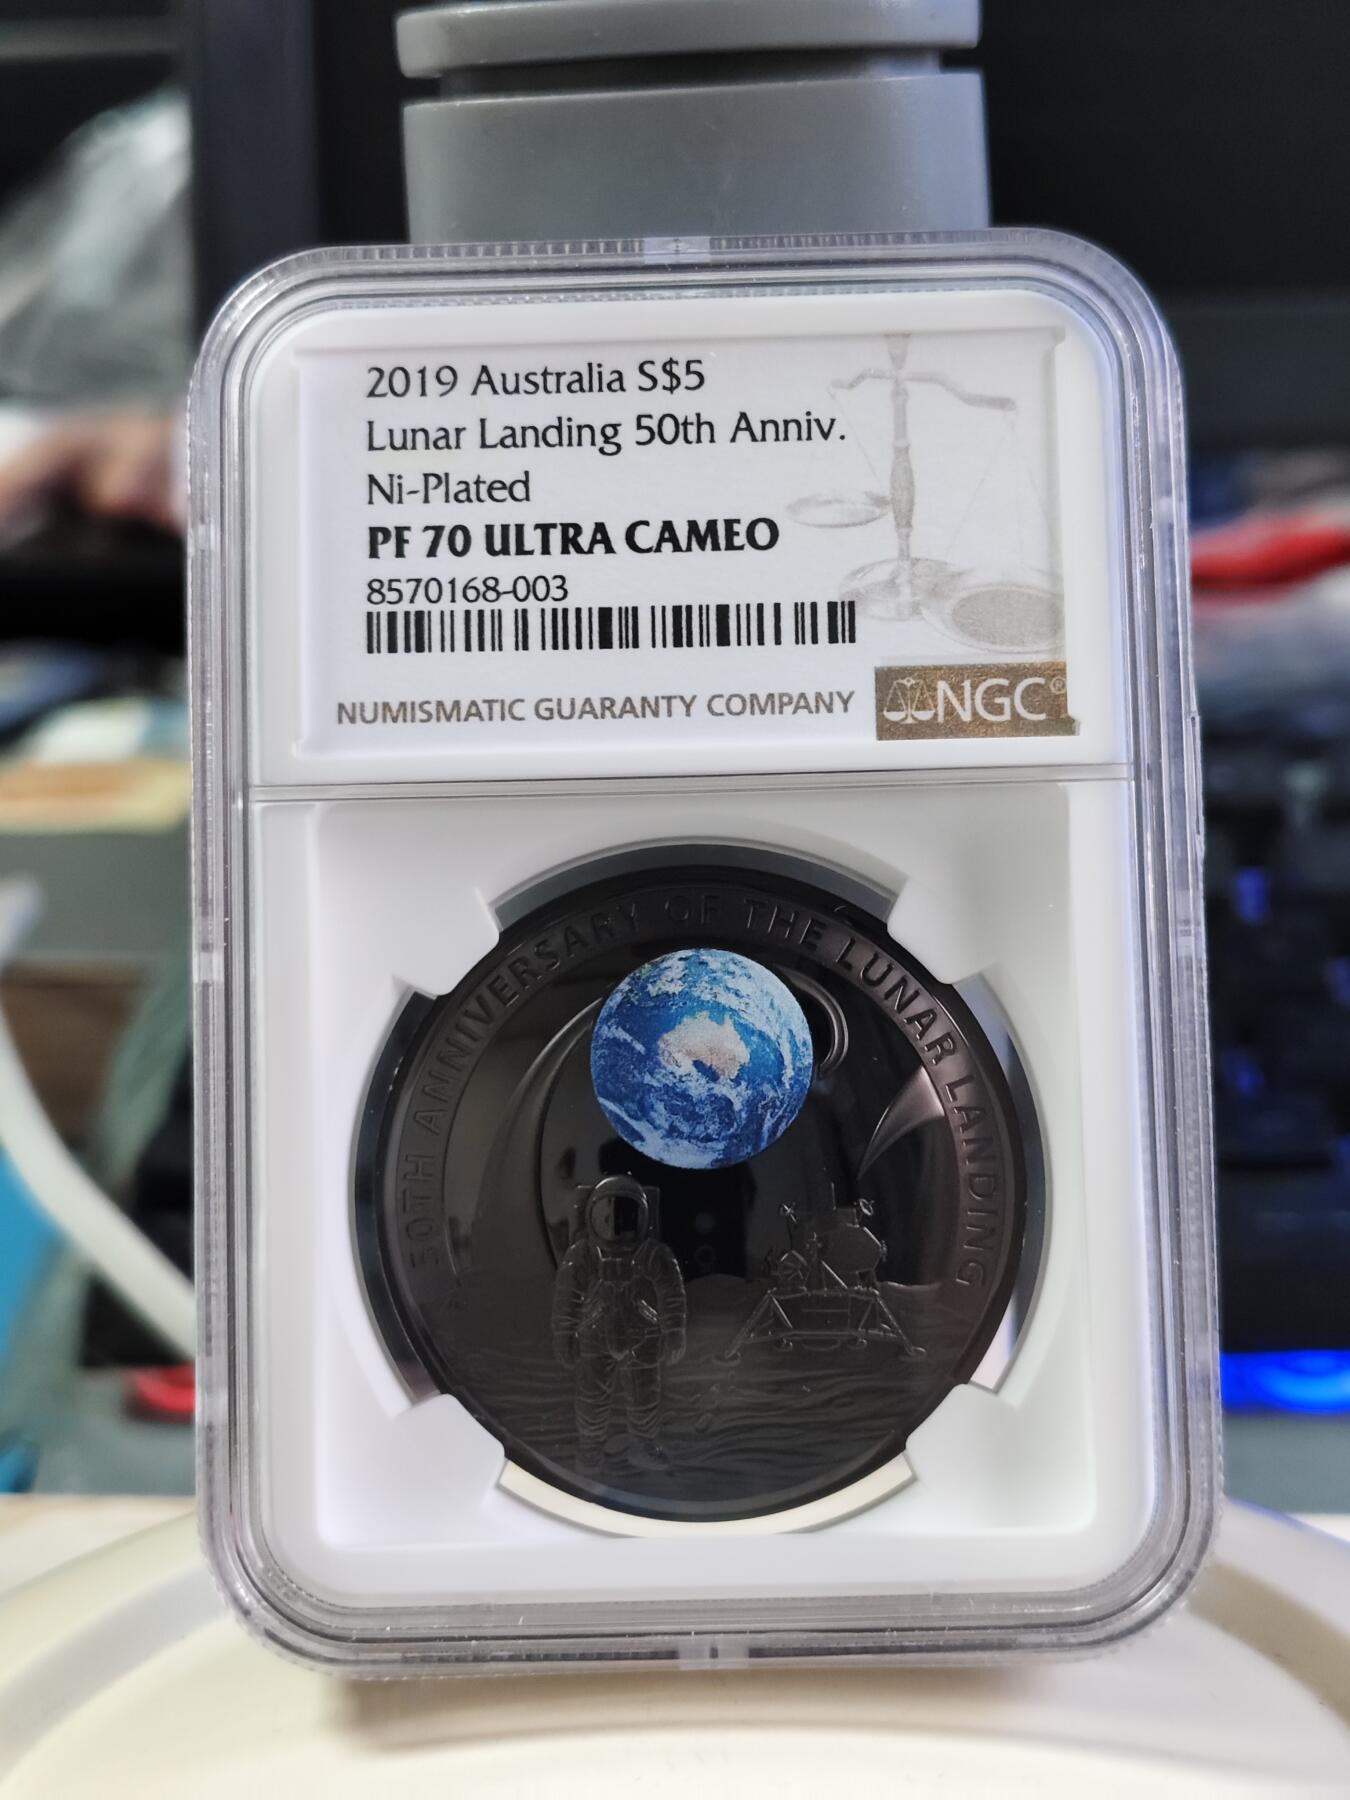 2019 Australia S$5
Lunar Landing 50th Anniv.
Ni-Plated
PF 70 ULTRA CAMEO
8570168-003
NUMISMATIC GUARANTY COMPANY
NGC®
50TH ANNIVERSARY OF THE LUNAR LANDING